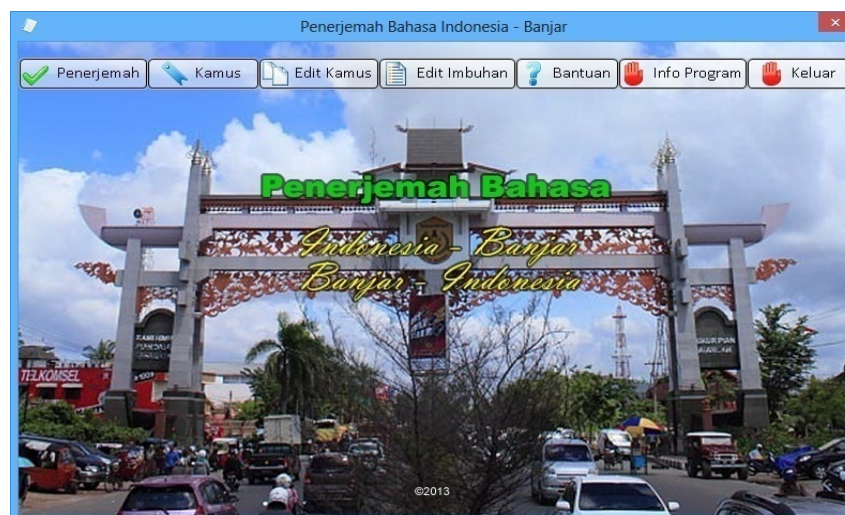 Penerjemah Bahasa Indonesia - Banjar
Penerjemah Kamus Edit Kamus Edit Imbuhan Bantuan Info Program Keluar
Penerjemah Bahasa
Indonesia - Banjar
Banjar - Indonesia
TELKOMSEL
©2013